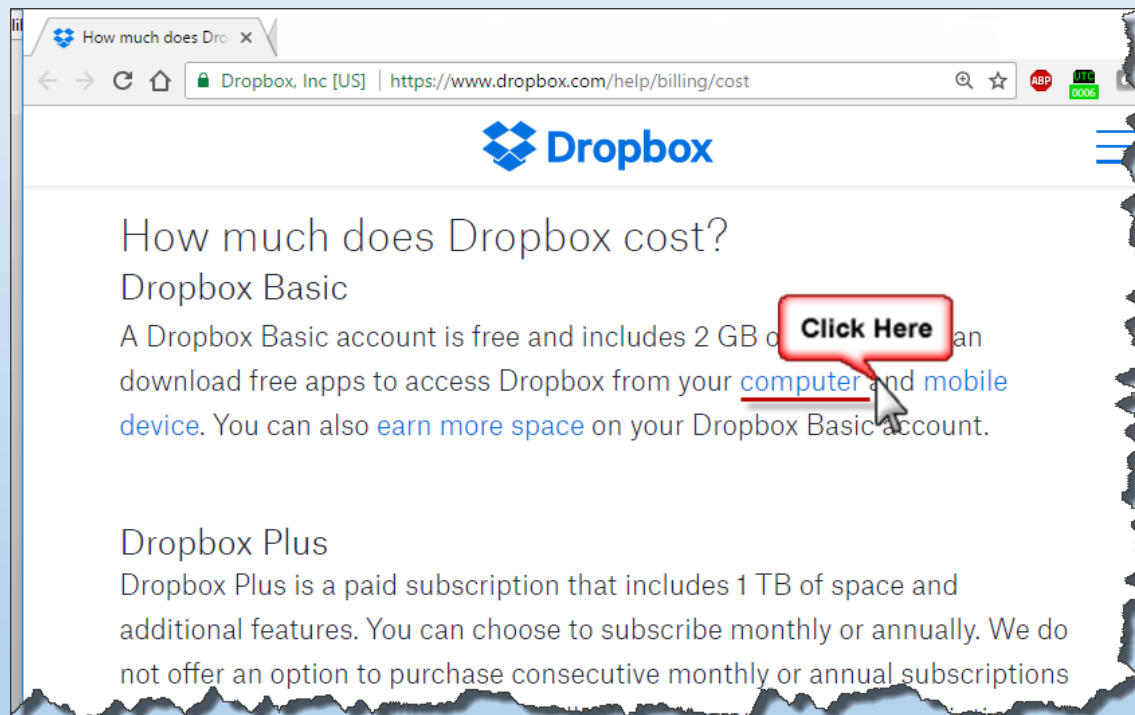 lil
How much does Dro
Dropbox, Inc [US] | https://www.dropbox.com/help/billing/cost
ABP
UTC
0006
Dropbox
How much does Dropbox cost?
Dropbox Basic
A Dropbox Basic account is free and includes 2 GB o Click Here an
download free apps to access Dropbox from your computer and mobile
device. You can also earn more space on your Dropbox Basic account.
Dropbox Plus
Dropbox Plus is a paid subscription that includes 1 TB of space and
additional features. You can choose to subscribe monthly or annually. We do
not offer an option to purchase consecutive monthly or annual subscriptions